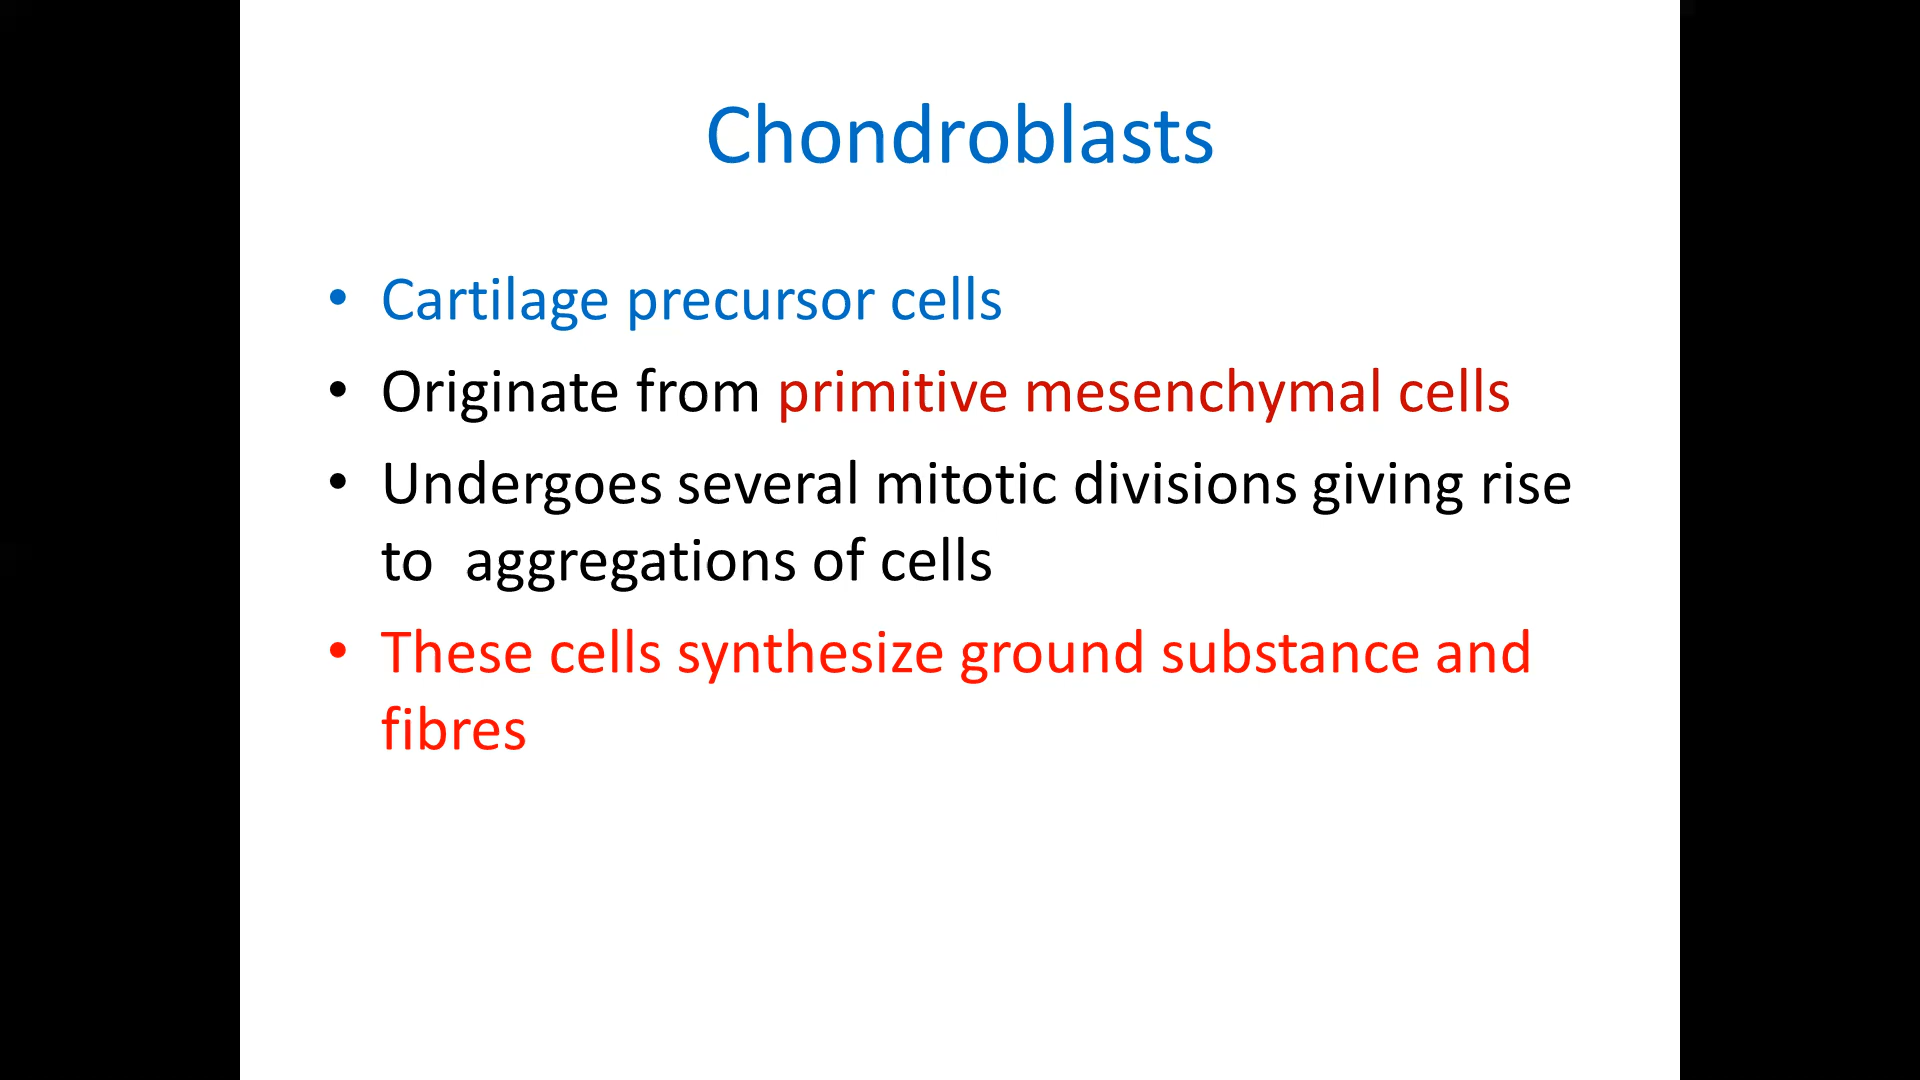 Chondroblasts
• Cartilage precursor cells
• Originate from primitive mesenchymal cells
• Undergoes several mitotic divisions giving rise
to  aggregations of cells
• These cells synthesize ground substance and
fibres